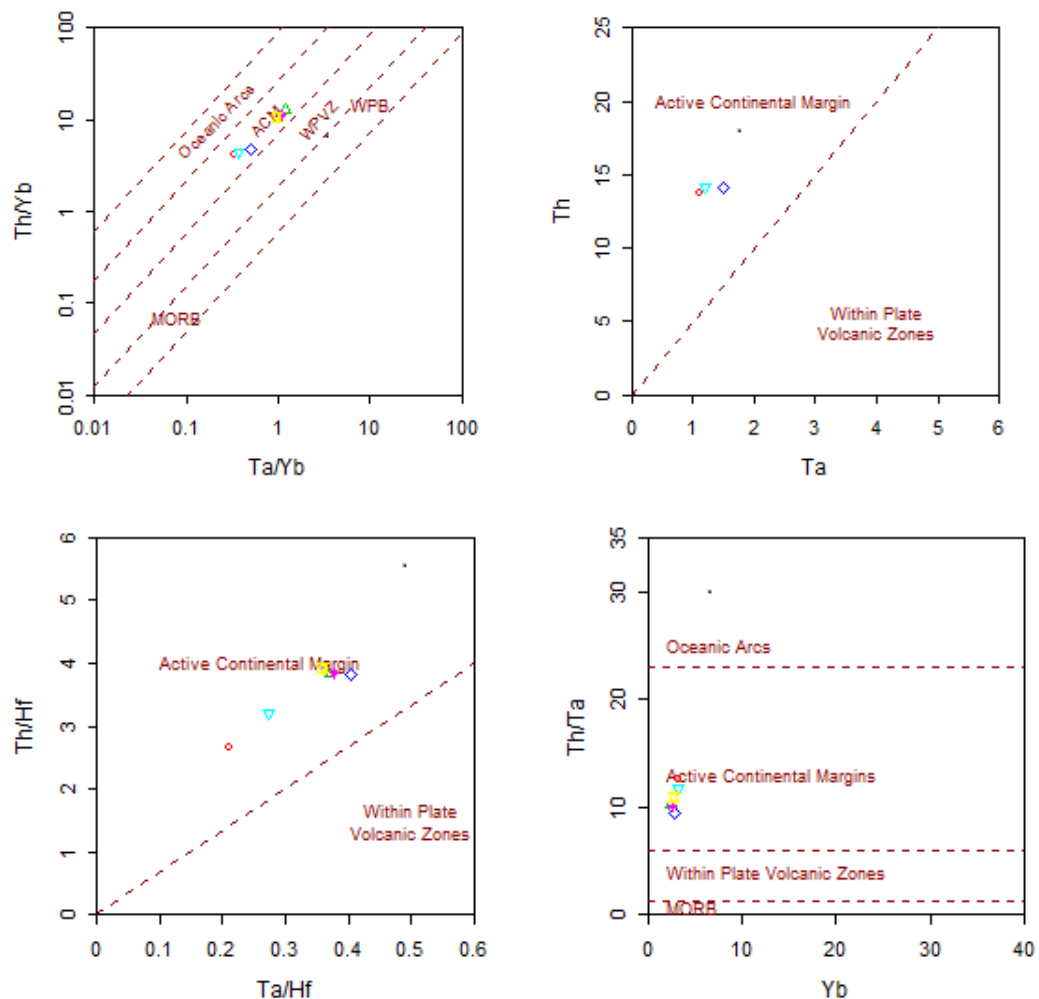 100
10
1
0.1
0.01
Th/Yb
Oceanic Arcs
ACM
WPVZ
WPB
MORB
0.01 0.1 1 10 100
Ta/Yb
25
20
15
10
5
0
Th
Active Continental Margin
Within Plate
Volcanic Zones
0 1 2 3 4 5 6
Ta
6
5
4
3
2
1
0
Th/Hf
Active Continental Margin
Within Plate
Volcanic Zones
0 0.1 0.2 0.3 0.4 0.5 0.6
Ta/Hf
35
30
20
10
0
Th/Ta
Oceanic Arcs
Active Continental Margins
Within Plate Volcanic Zones
MORB
0 10 20 30 40
Yb